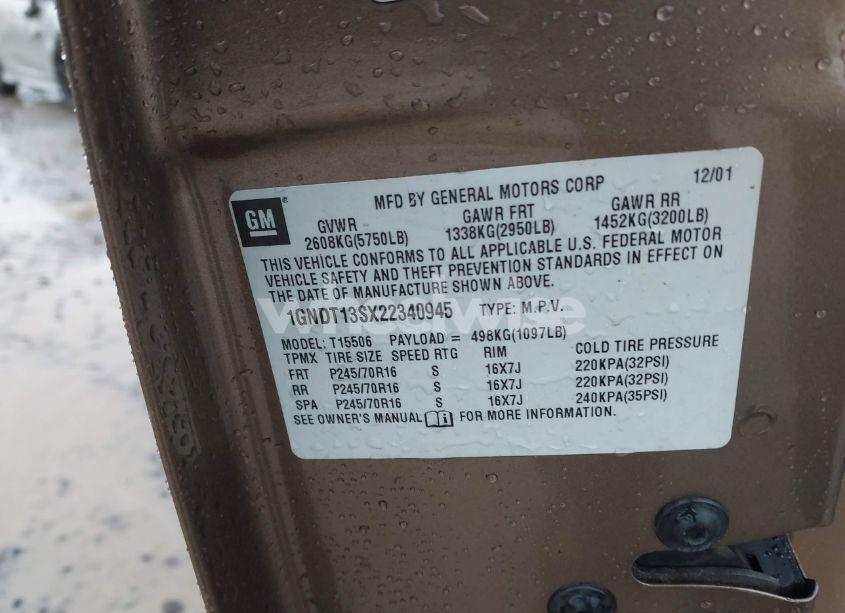 GM
MFD BY GENERAL MOTORS CORP 12/01
GVWR GAWR FRT GAWR RR
2608KG(5750LB) 1338KG(2950LB) 1452KG(3200LB)
THIS VEHICLE CONFORMS TO ALL APPLICABLE U.S. FEDERAL MOTOR
VEHICLE SAFETY AND THEFT PREVENTION STANDARDS IN EFFECT ON
THE DATE OF MANUFACTURE SHOWN ABOVE.
1GNDT13SX22340945 TYPE: M.P.V.
MODEL: T15506 PAYLOAD = 498KG(1097LB)
TPMX TIRE SIZE SPEED RTG RIM COLD TIRE PRESSURE
FRT P245/70R16 S 16X7J 220KPA(32PSI)
RR P245/70R16 S 16X7J 220KPA(32PSI)
SPA P245/70R16 S 16X7J 240KPA(35PSI)
SEE OWNER'S MANUAL FOR MORE INFORMATION.